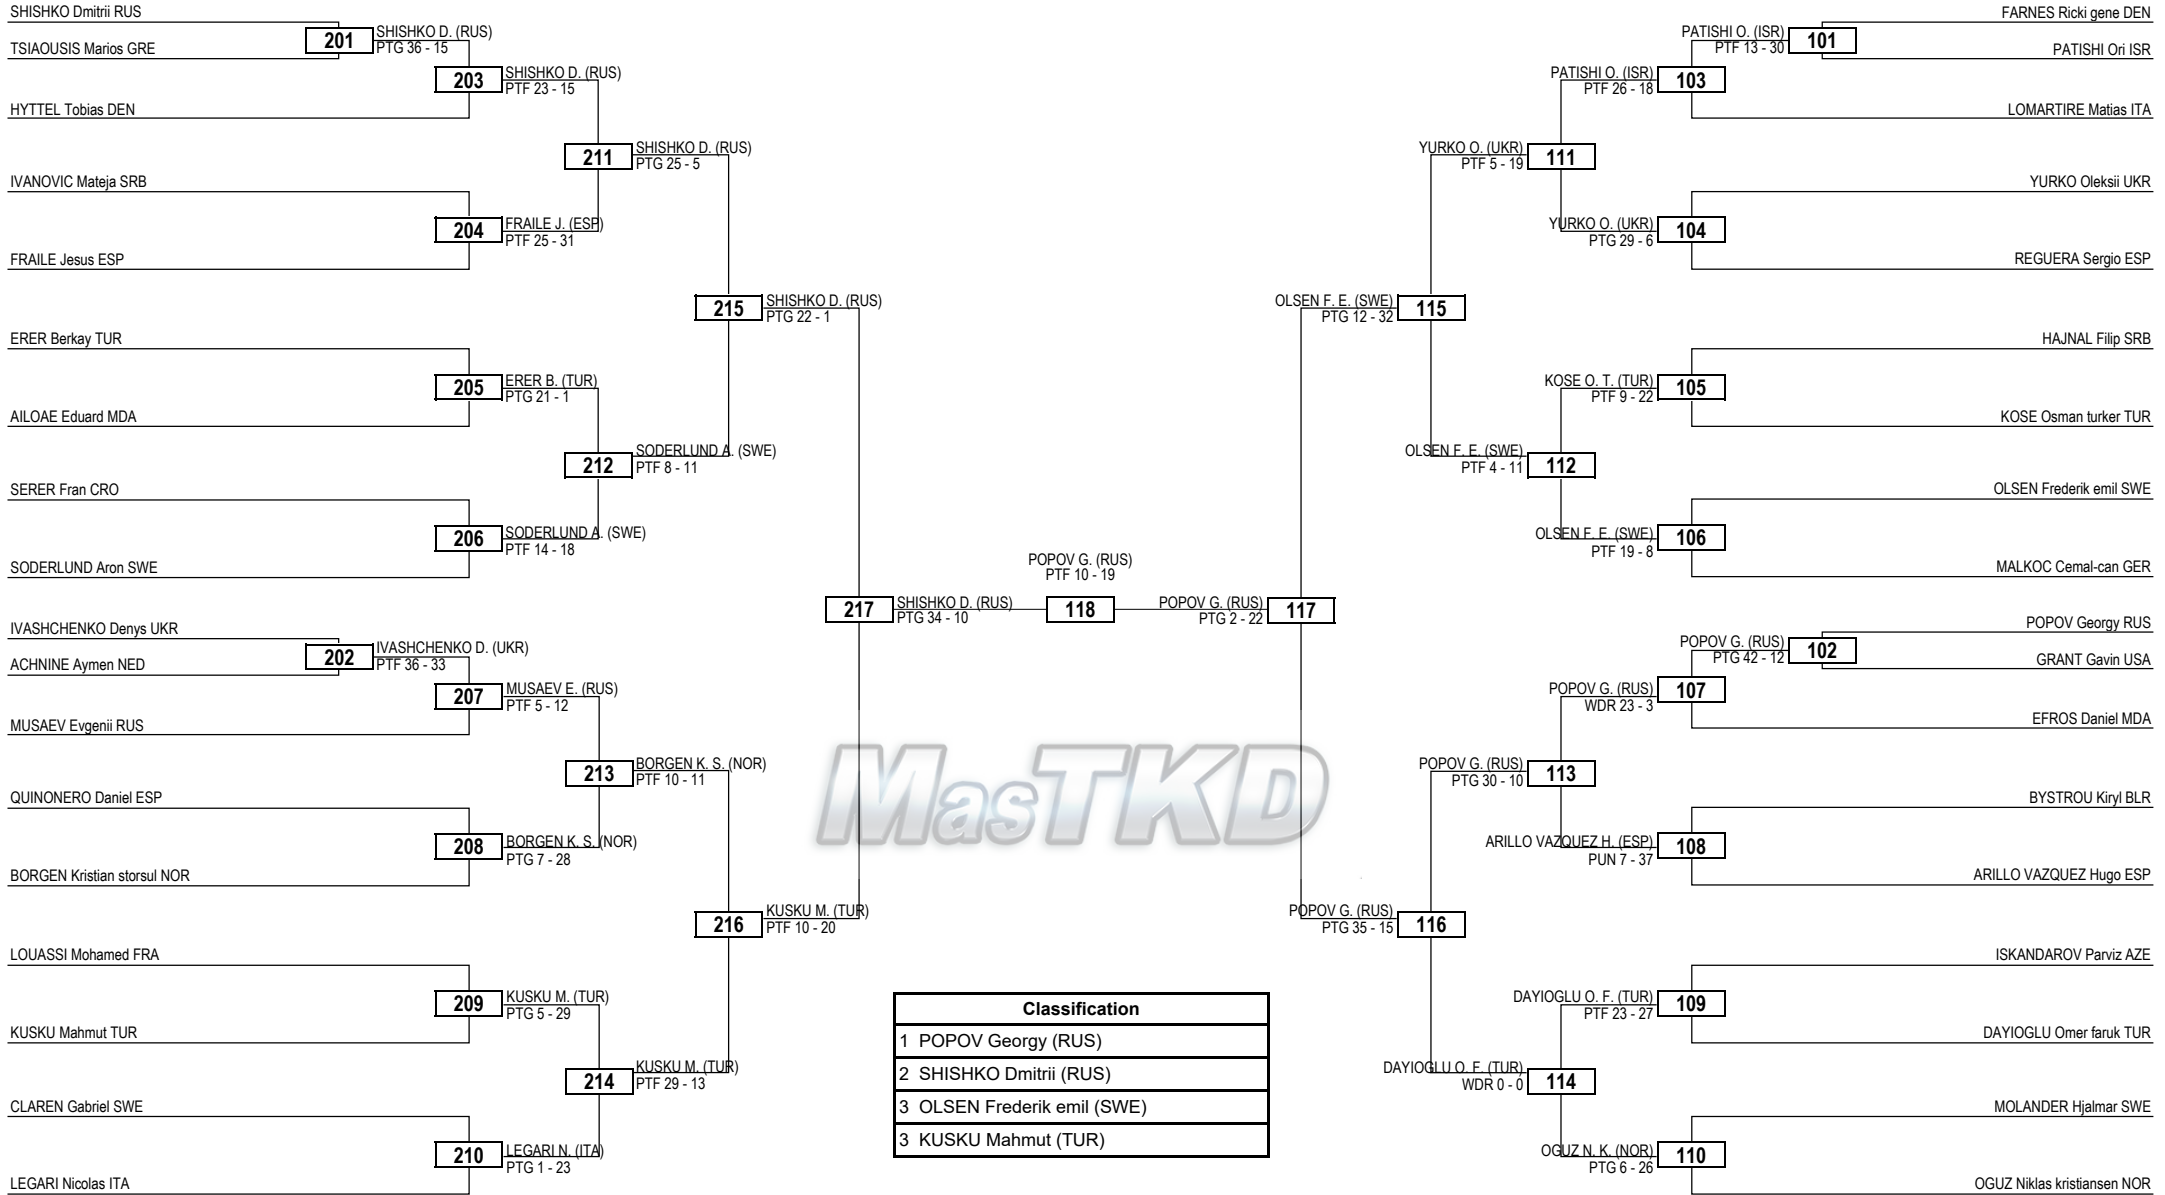 SHISHKO Dmitrii RUS
201
SHISHKO D. (RUS)
PTG 36 - 15
TSIAOUSIS Marios GRE
203
SHISHKO D. (RUS)
PTF 23 - 15
HYTTEL Tobias DEN
211
SHISHKO D. (RUS)
PTG 25 - 5
IVANOVIC Mateja SRB
204
FRAILE J. (ESP)
PTF 25 - 31
FRAILE Jesus ESP
215
SHISHKO D. (RUS)
PTG 22 - 1
ERER Berkay TUR
205
ERER B. (TUR)
PTG 21 - 1
AILOAE Eduard MDA
212
SODERLUND A. (SWE)
PTF 8 - 11
SERER Fran CRO
206
SODERLUND A. (SWE)
PTF 14 - 18
SODERLUND Aron SWE
217
SHISHKO D. (RUS)
PTG 34 - 10
IVASHCHENKO Denys UKR
202
IVASHCHENKO D. (UKR)
PTF 36 - 33
ACHNINE Aymen NED
207
MUSAEV E. (RUS)
PTF 5 - 12
MUSAEV Evgenii RUS
213
BORGEN K. S. (NOR)
PTF 10 - 11
QUINONERO Daniel ESP
208
BORGEN K. S. (NOR)
PTG 7 - 28
BORGEN Kristian storsul NOR
216
KUSKU M. (TUR)
PTF 10 - 20
LOUASSI Mohamed FRA
209
KUSKU M. (TUR)
PTG 5 - 29
KUSKU Mahmut TUR
214
KUSKU M. (TUR)
PTF 29 - 13
CLAREN Gabriel SWE
210
LEGARI N. (ITA)
PTG 1 - 23
LEGARI Nicolas ITA
POPOV G. (RUS)
PTF 10 - 19
118
MasTKD
Classification
1 POPOV Georgy (RUS)
2 SHISHKO Dmitrii (RUS)
3 OLSEN Frederik emil (SWE)
3 KUSKU Mahmut (TUR)
FARNES Ricki gene DEN
PATISHI O. (ISR)
PTF 13 - 30
101
PATISHI Ori ISR
PATISHI O. (ISR)
PTF 26 - 18
103
LOMARTIRE Matias ITA
YURKO O. (UKR)
PTF 5 - 19
111
YURKO Oleksii UKR
YURKO O. (UKR)
PTG 29 - 6
104
REGUERA Sergio ESP
OLSEN F. E. (SWE)
PTG 12 - 32
115
HAJNAL Filip SRB
KOSE O. T. (TUR)
PTF 9 - 22
105
KOSE Osman turker TUR
OLSEN F. E. (SWE)
PTF 4 - 11
112
OLSEN Frederik emil SWE
OLSEN F. E. (SWE)
PTF 19 - 8
106
MALKOC Cemal-can GER
POPOV G. (RUS)
PTG 2 - 22
117
POPOV Georgy RUS
POPOV G. (RUS)
PTG 42 - 12
102
GRANT Gavin USA
POPOV G. (RUS)
WDR 23 - 3
107
EFROS Daniel MDA
POPOV G. (RUS)
PTG 30 - 10
113
BYSTROU Kiryl BLR
ARILLO VAZQUEZ H. (ESP)
PUN 7 - 37
108
ARILLO VAZQUEZ Hugo ESP
POPOV G. (RUS)
PTG 35 - 15
116
ISKANDAROV Parviz AZE
DAYIOGLU O. F. (TUR)
PTF 23 - 27
109
DAYIOGLU Omer faruk TUR
DAYIOGLU O. F. (TUR)
WDR 0 - 0
114
MOLANDER Hjalmar SWE
OGUZ N. K. (NOR)
PTG 6 - 26
110
OGUZ Niklas kristiansen NOR